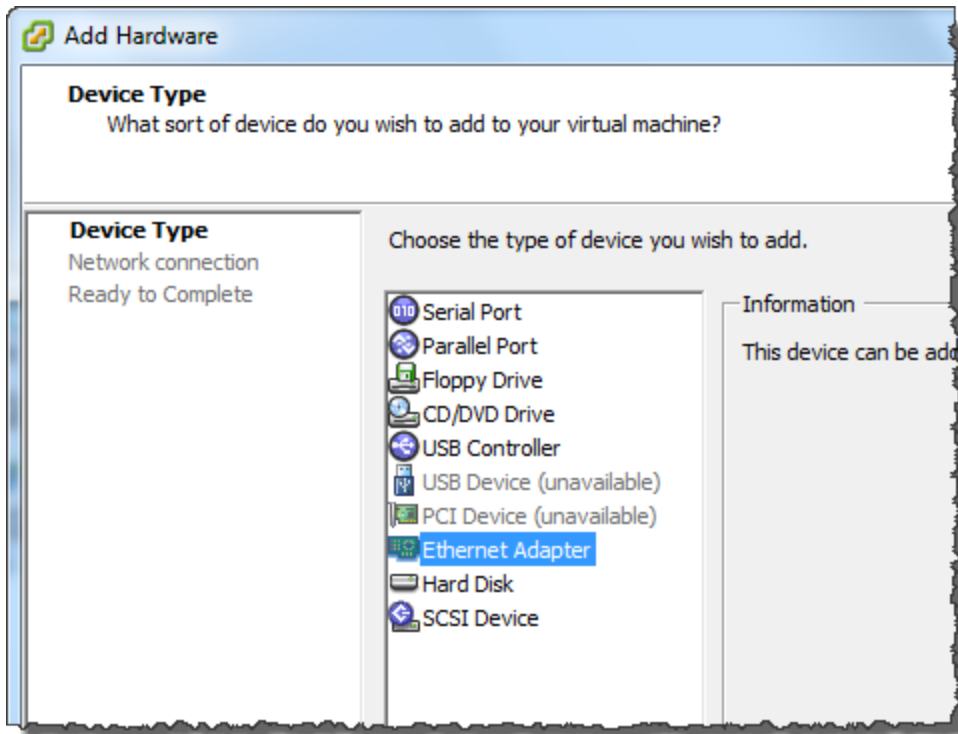 Add Hardware
Device Type
What sort of device do you wish to add to your virtual machine?
Device Type
Network connection
Ready to Complete
Choose the type of device you wish to add.
Serial Port
Parallel Port
Floppy Drive
CD/DVD Drive
USB Controller
USB Device (unavailable)
PCI Device (unavailable)
Ethernet Adapter
Hard Disk
SCSI Device
Information
This device can be